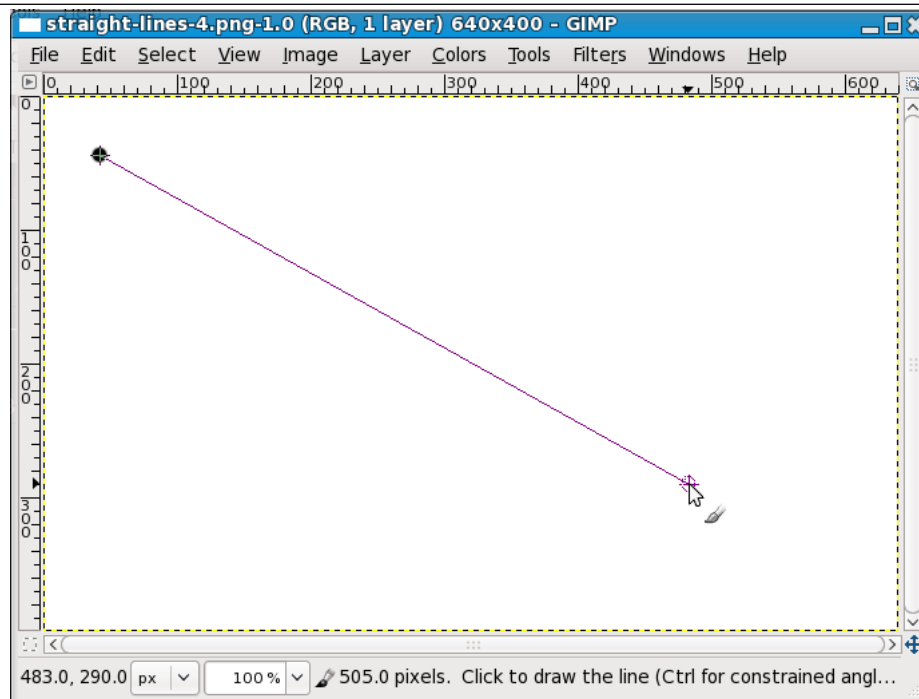 straight-lines-4.png-1.0 (RGB, 1 layer) 640x400 – GIMP
File Edit Select View Image Layer Colors Tools Filters Windows Help
0 100 200 300 400 500 600
0
100
200
300
483.0, 290.0 px 100 % 505.0 pixels. Click to draw the line (Ctrl for constrained angl...